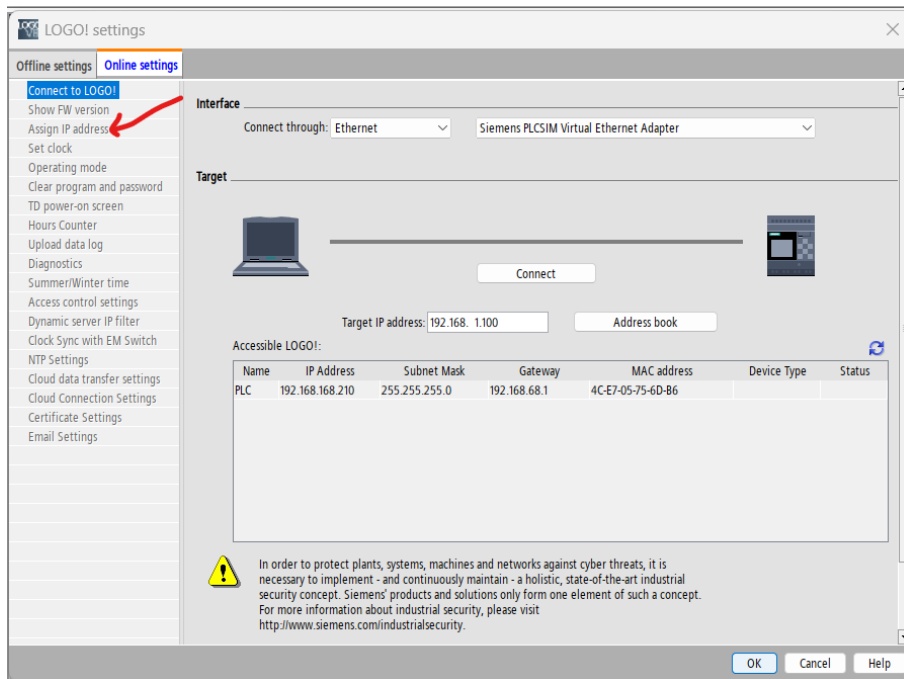 LOGO! settings
Offline settings Online settings
Connect to LOGO!
Show FW version
Assign IP address
Set clock
Operating mode
Clear program and password
TD power-on screen
Hours Counter
Upload data log
Diagnostics
Summer/Winter time
Access control settings
Dynamic server IP filter
Clock Sync with EM Switch
NTP Settings
Cloud data transfer settings
Cloud Connection Settings
Certificate Settings
Email Settings
Interface
Connect through: Ethernet Siemens PLCSIM Virtual Ethernet Adapter
Target
Connect
Target IP address: 192.168. 1.100 Address book
Accessible LOGO!:
Name IP Address Subnet Mask Gateway MAC address Device Type Status
PLC 192.168.168.210 255.255.255.0 192.168.68.1 4C-E7-05-75-6D-B6
In order to protect plants, systems, machines and networks against cyber threats, it is
necessary to implement - and continuously maintain - a holistic, state-of-the-art industrial
security concept. Siemens' products and solutions only form one element of such a concept.
For more information about industrial security, please visit
http://www.siemens.com/industrialsecurity.
OK Cancel Help